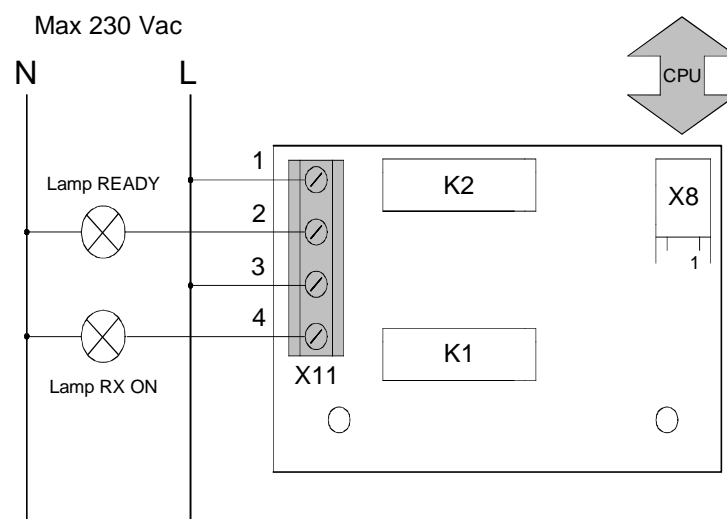 Max 230 Vac
N
L
CPU
1
Lamp READY
2
3
4
Lamp RX ON
X11
K2
K1
X8
1